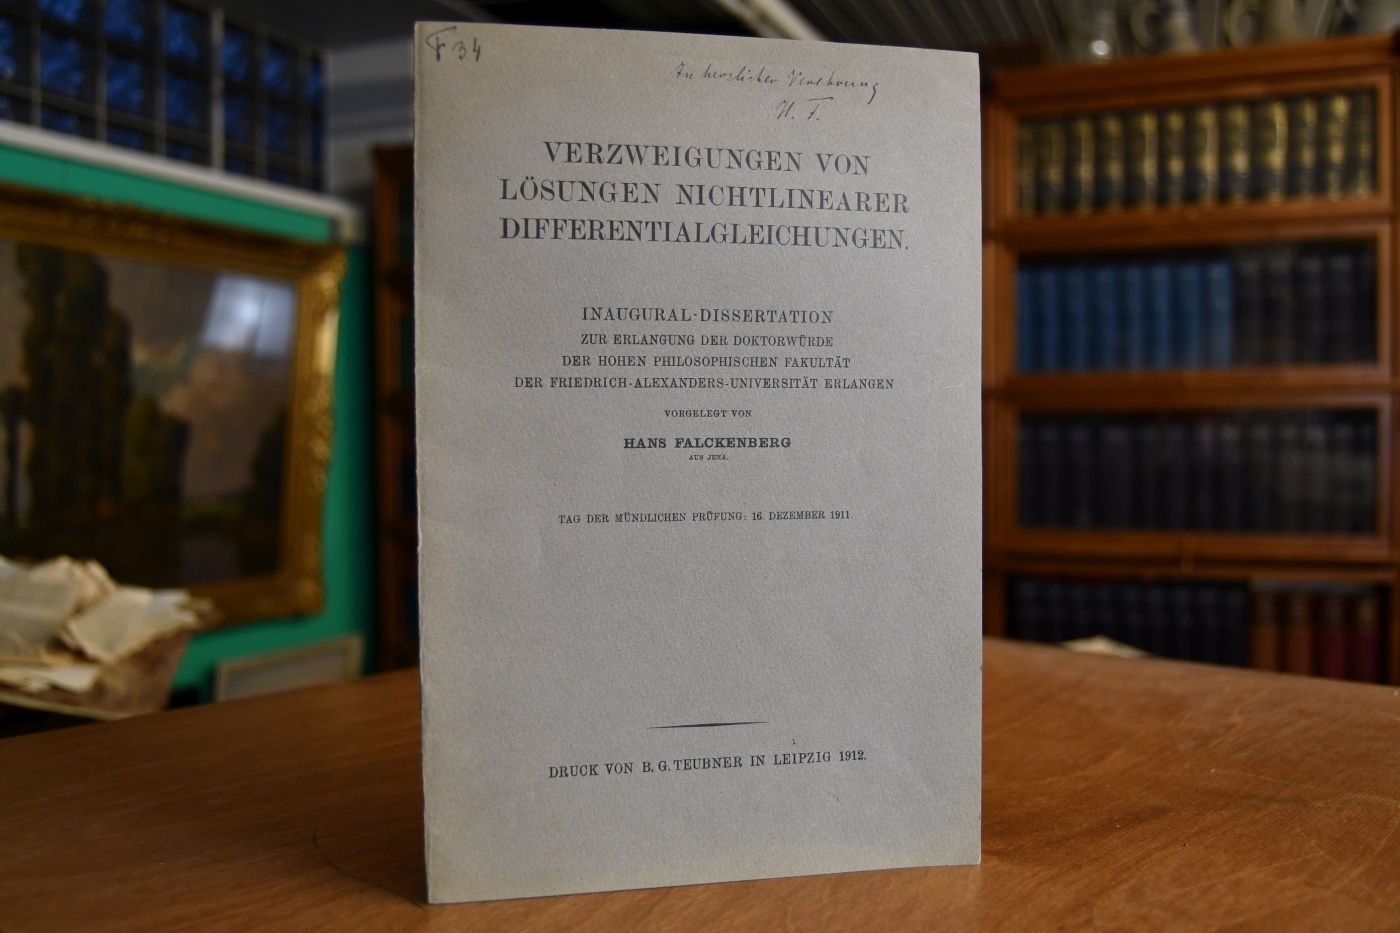 F 34
In herzlicher Verehrung
H. F.
VERZWEIGUNGEN VON
LÖSUNGEN NICHTLINEARER
DIFFERENTIALGLEICHUNGEN.
INAUGURAL-DISSERTATION
ZUR ERLANGUNG DER DOKTORWÜRDE
DER HOHEN PHILOSOPHISCHEN FAKULTÄT
DER FRIEDRICH-ALEXANDERS-UNIVERSITÄT ERLANGEN
VORGELEGT VON
HANS FALCKENBERG
AUS JENA.
TAG DER MÜNDLICHEN PRÜFUNG: 16. DEZEMBER 1911.
DRUCK VON B. G. TEUBNER IN LEIPZIG 1912.